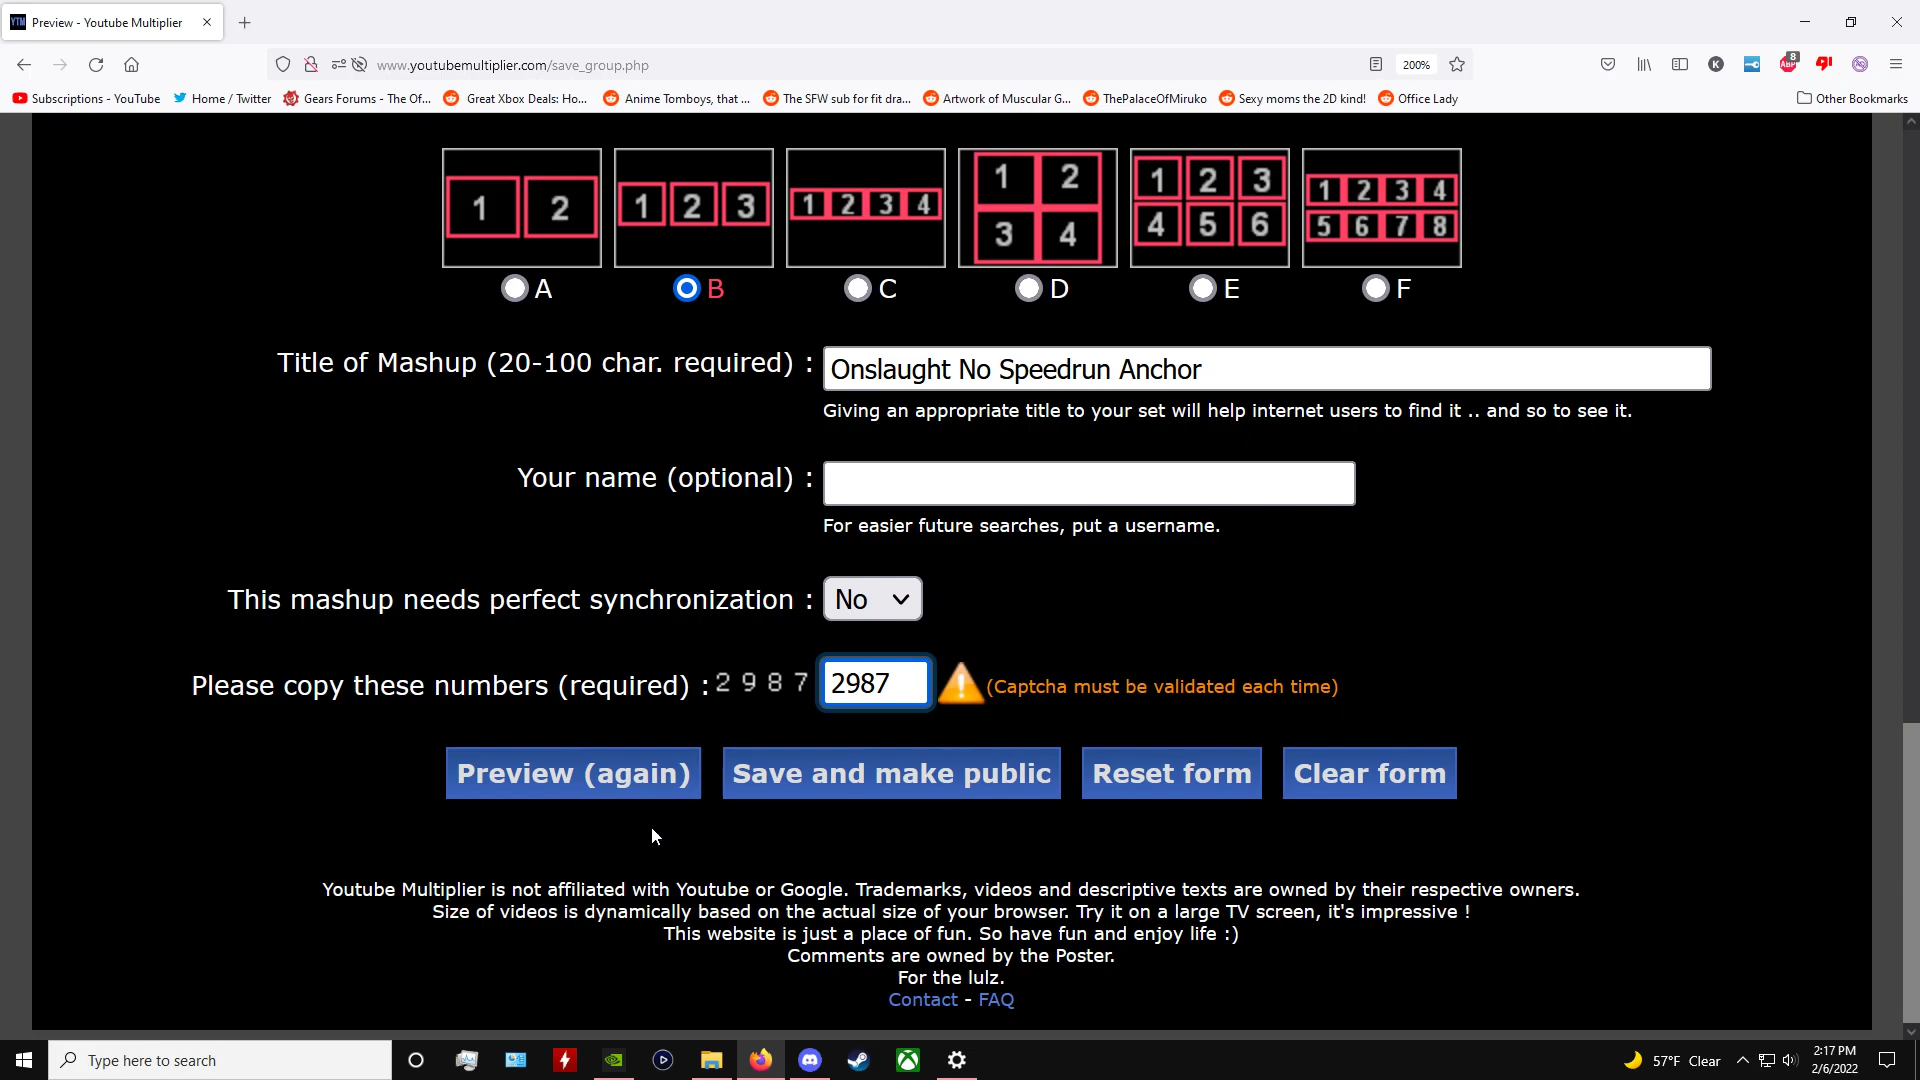 YTM Preview - Youtube Multiplier
www.youtubemultiplier.com/save_group.php
200%
K
8
ABP
Subscriptions - YouTube
Home / Twitter
Gears Forums - The Of...
Great Xbox Deals: Ho...
Anime Tomboys, that ...
The SFW sub for fit dra...
Artwork of Muscular G...
ThePalaceOfMiruko
Sexy moms the 2D kind!
Office Lady
Other Bookmarks
1 2
1 2 3
1 2 3 4
1 2
3 4
1 2 3
4 5 6
1 2 3 4
5 6 7 8
A B C D E F
Title of Mashup (20-100 char. required) : Onslaught No Speedrun Anchor
Giving an appropriate title to your set will help internet users to find it .. and so to see it.
Your name (optional) :
For easier future searches, put a username.
This mashup needs perfect synchronization : No
Please copy these numbers (required) : 2 9 8 7 2987 (Captcha must be validated each time)
Preview (again) Save and make public Reset form Clear form
Youtube Multiplier is not affiliated with Youtube or Google. Trademarks, videos and descriptive texts are owned by their respective owners.
Size of videos is dynamically based on the actual size of your browser. Try it on a large TV screen, it's impressive !
This website is just a place of fun. So have fun and enjoy life :)
Comments are owned by the Poster.
For the lulz.
Contact - FAQ
Type here to search
57°F Clear
2:17 PM
2/6/2022